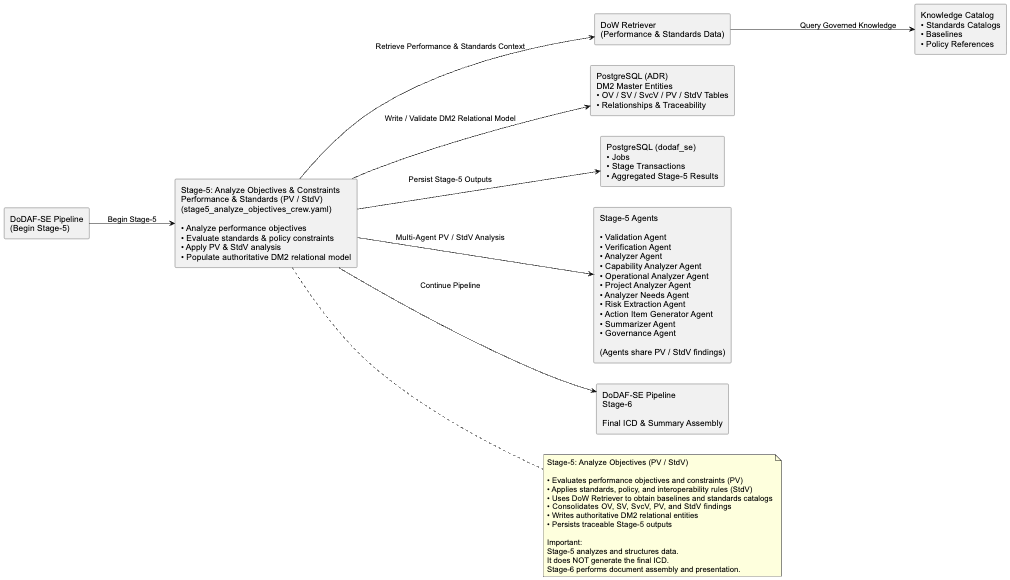 DoDAF-SE Pipeline
(Begin Stage-5)
Begin Stage-5
Stage-5: Analyze Objectives & Constraints
Performance & Standards (PV / StdV)
(stage5_analyze_objectives_crew.yaml)
• Analyze performance objectives
• Evaluate standards & policy constraints
• Apply PV & StdV analysis
• Populate authoritative DM2 relational model
Retrieve Performance & Standards Context
DoW Retriever
(Performance & Standards Data)
Query Governed Knowledge
Knowledge Catalog
• Standards Catalogs
• Baselines
• Policy References
Write / Validate DM2 Relational Model
PostgreSQL (ADR)
DM2 Master Entities
• OV / SV / SvcV / PV / StdV Tables
• Relationships & Traceability
Persist Stage-5 Outputs
PostgreSQL (dodaf_se)
• Jobs
• Stage Transactions
• Aggregated Stage-5 Results
Multi-Agent PV / StdV Analysis
Stage-5 Agents
• Validation Agent
• Verification Agent
• Analyzer Agent
• Capability Analyzer Agent
• Operational Analyzer Agent
• Project Analyzer Agent
• Analyzer Needs Agent
• Risk Extraction Agent
• Action Item Generator Agent
• Summarizer Agent
• Governance Agent
(Agents share PV / StdV findings)
Continue Pipeline
DoDAF-SE Pipeline
Stage-6
Final ICD & Summary Assembly
Stage-5: Analyze Objectives (PV / StdV)
• Evaluates performance objectives and constraints (PV)
• Applies standards, policy, and interoperability rules (StdV)
• Uses DoW Retriever to obtain baselines and standards catalogs
• Consolidates OV, SV, SvcV, PV, and StdV findings
• Writes authoritative DM2 relational entities
• Persists traceable Stage-5 outputs
Important:
Stage-5 analyzes and structures data.
It does NOT generate the final ICD.
Stage-6 performs document assembly and presentation.